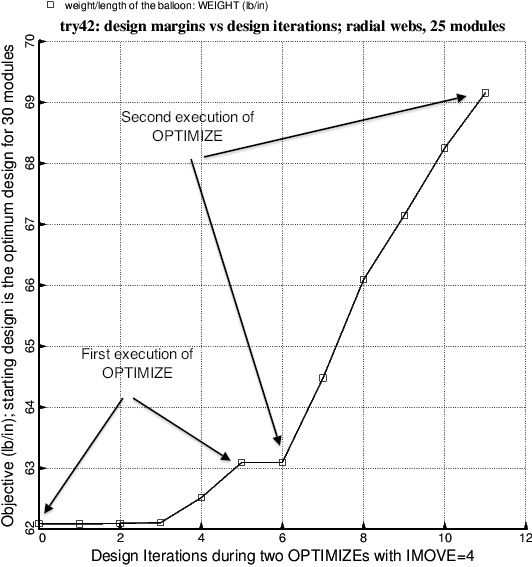 weight/length of the balloon: WEIGHT (lb/in)
try42: design margins vs design iterations; radial webs, 25 modules
Objective (lb/in); starting design is the optimum design for 30 modules
70
69
68
67
66
65
64
63
62
Second execution of
OPTIMIZE
First execution of
OPTIMIZE
0 2 4 6 8 10 12
Design Iterations during two OPTIMIZEs with IMOVE=4